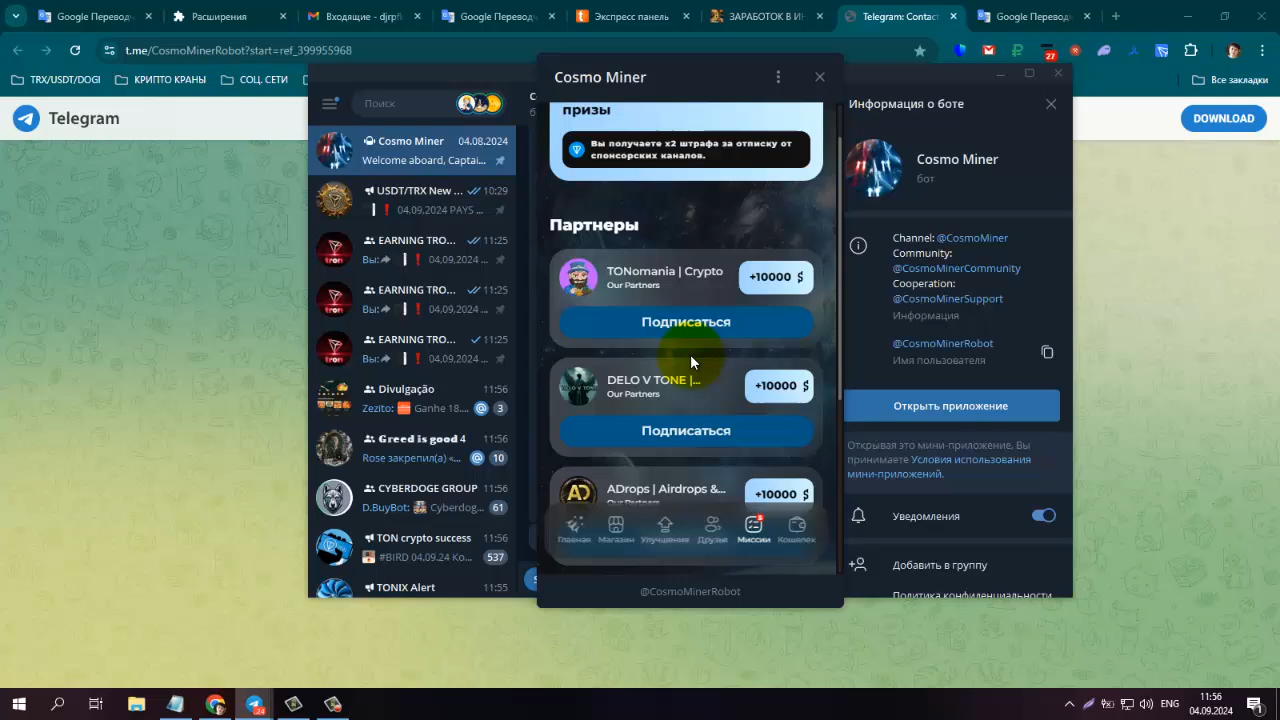 Google Переводч
Расширения
Входящие - djrpfi
Google Переводч
Экспресс панель
ЗАРАБОТОК В ИН
Telegram: Contact
Google Переводч
t.me/CosmoMinerRobot?start=ref_399955968
27
TRX/USDT/DOGI
КРИПТО КРАНЫ
СОЦ. СЕТИ
Все закладки
Telegram
DOWNLOAD
Поиск
Cosmo Miner 04.08.2024
Welcome aboard, Captai...
USDT/TRX New ... 10:29
04.09.2024 PAYS ...
EARNING TRO... 11:25
Вы: 04.09.2024 ...
EARNING TRO... 11:25
Вы: 04.09.2024 ...
EARNING TRO... 11:25
Вы: 04.09.2024 ...
Divulgação 11:56
Zezito: Ganhe 18.... @ 3
Greed is good 4 11:56
Rose закрепил(а) «... @ 10
CYBERDOGE GROUP 11:56
D.BuyBot: Cyberdog... 61
TON crypto success 11:56
#BIRD 04.09.24 Ко... 537
TONIX Alert 11:55
Cosmo Miner
призы
Вы получаете x2 штрафа за отписку от
спонсорских каналов.
Партнеры
TONomania | Crypto
Our Partners
+10000 $
Подписаться
DELO V TONE |...
Our Partners
+10000 $
Подписаться
ADrops | Airdrops &...
Our Partners
+10000 $
8
Главная Магазин Улучшения Друзья Миссии Кошелек
@CosmoMinerRobot
Информация о боте
Cosmo Miner
бот
Channel: @CosmoMiner
Community:
@CosmoMinerCommunity
Cooperation:
@CosmoMinerSupport
Информация
@CosmoMinerRobot
Имя пользователя
Открыть приложение
Открывая это мини-приложение, Вы
принимаете Условия использования
мини-приложений.
Уведомления
Добавить в группу
Политика конфиденциальности
24
11:56
04.09.2024
1